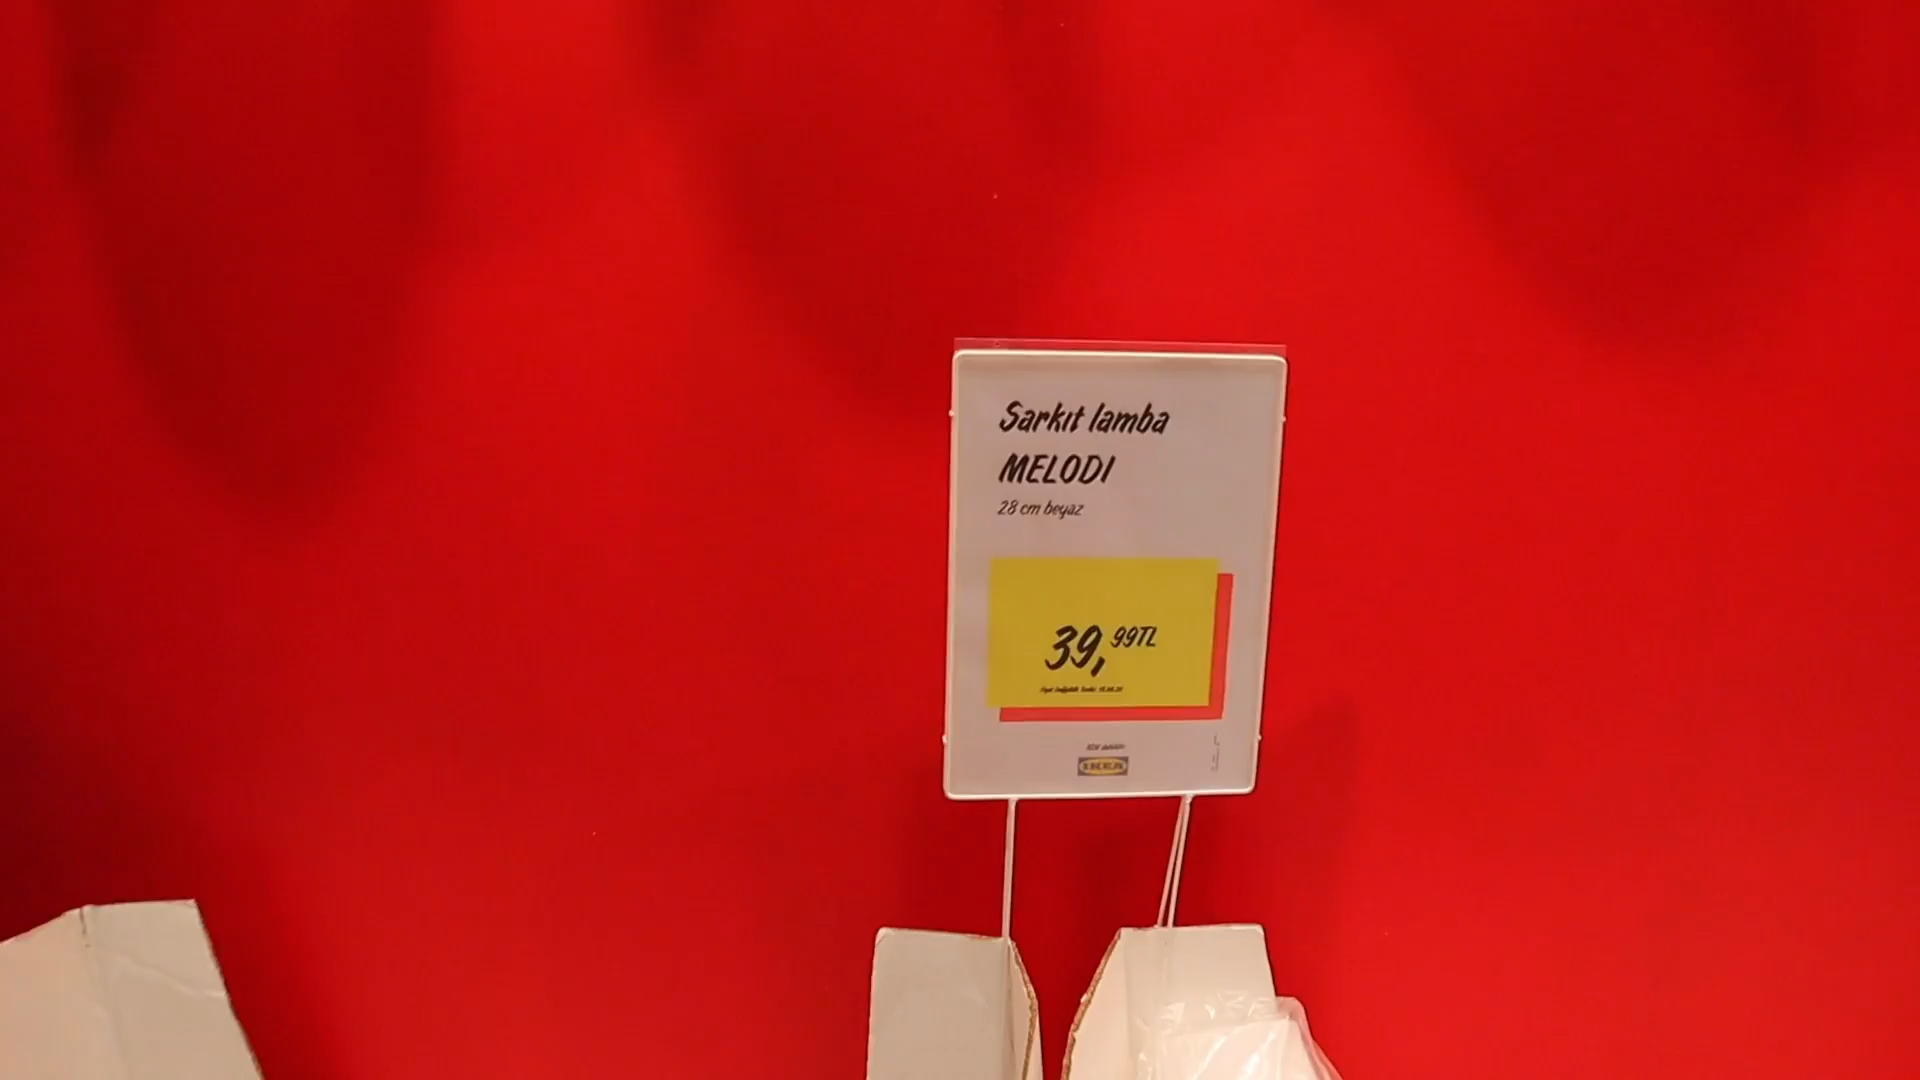 Sarkıt lamba
MELODI
28 cm beyaz
39,99TL
IKEA